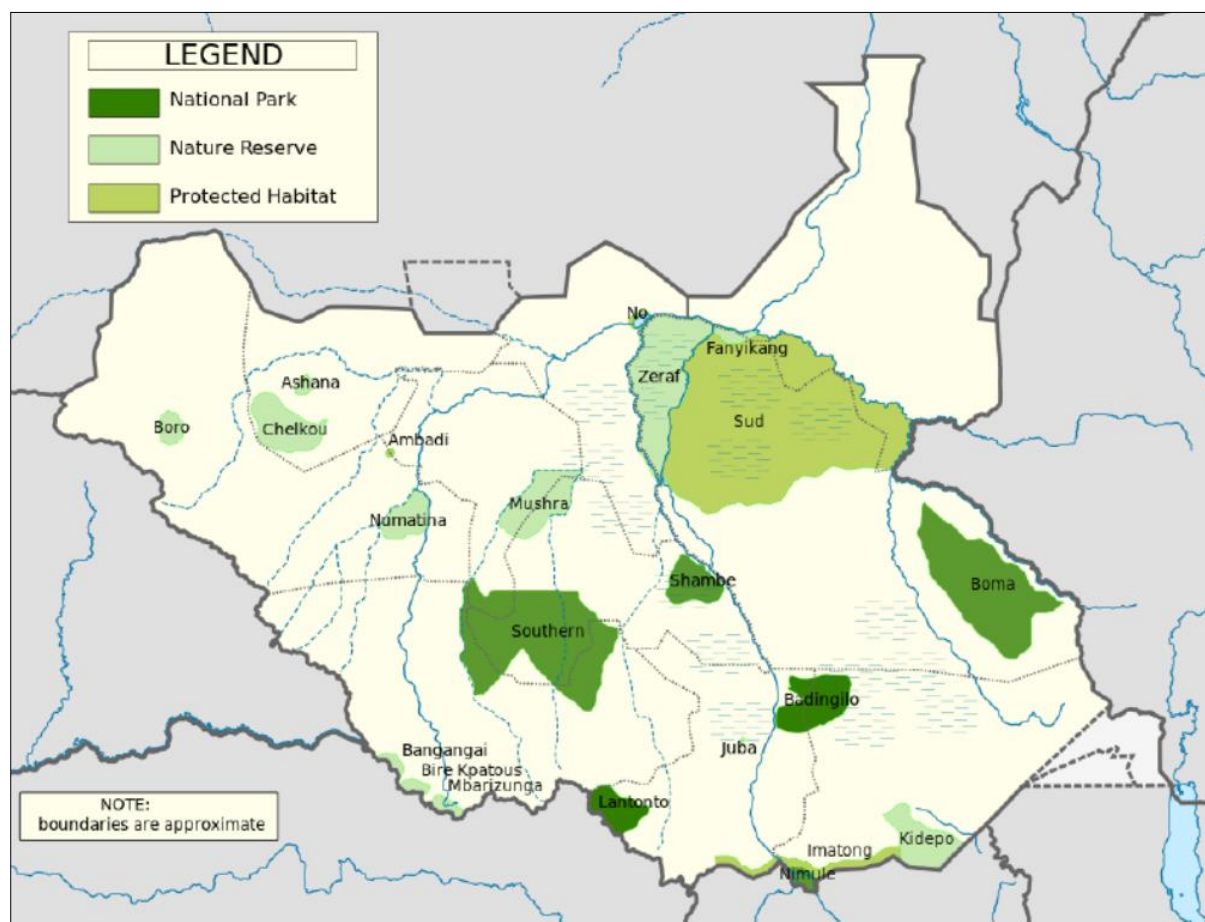 LEGEND
National Park
Nature Reserve
Protected Habitat
No
Fanyikang
Zeraf
Ashana
Sud
Boro
Chelkou
Ambadi
Mushra
Numatina
Shambe
Boma
Southern
Badingilo
Juba
Bangangai
Bire Kpatous
Mbarizunga
Lantonto
NOTE:
boundaries are approximate
Kidepo
Imatong
Nimule